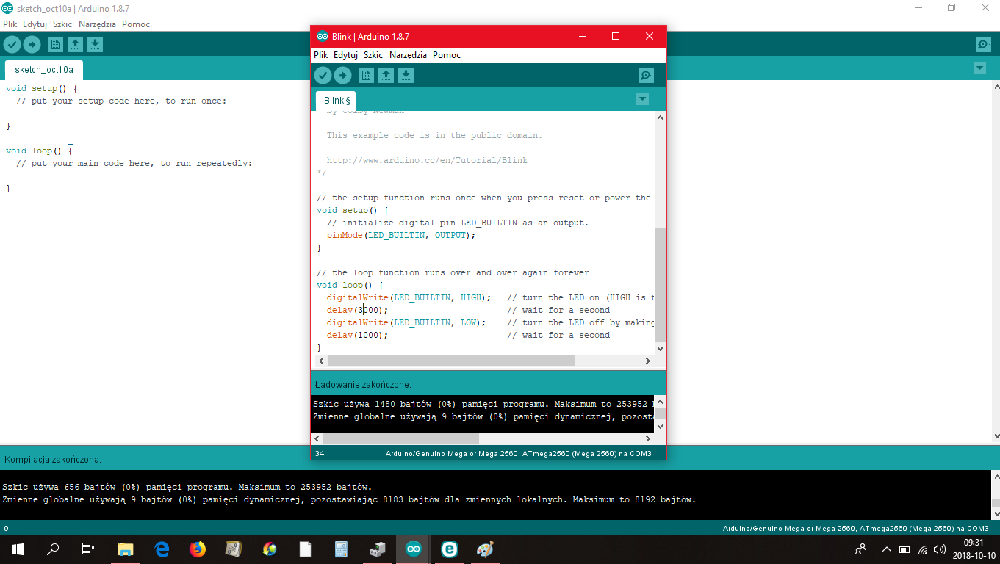 sketch_oct10a | Arduino 1.8.7
Plik Edytuj Szkic Narzędzia Pomoc
sketch_oct10a
void setup() {
// put your setup code here, to run once:
}
void loop() {
// put your main code here, to run repeatedly:
}
Blink | Arduino 1.8.7
Plik Edytuj Szkic Narzędzia Pomoc
Blink §
by Colby Newman
This example code is in the public domain.
http://www.arduino.cc/en/Tutorial/Blink
*/
// the setup function runs once when you press reset or power the
void setup() {
// initialize digital pin LED_BUILTIN as an output.
pinMode(LED_BUILTIN, OUTPUT);
}
// the loop function runs over and over again forever
void loop() {
digitalWrite(LED_BUILTIN, HIGH); // turn the LED on (HIGH is t
delay(3000); // wait for a second
digitalWrite(LED_BUILTIN, LOW); // turn the LED off by making
delay(1000); // wait for a second
}
Ładowanie zakończone.
Szkic używa 1480 bajtów (0%) pamięci programu. Maksimum to 253952
Zmienne globalne używają 9 bajtów (0%) pamięci dynamicznej, pozosta
34 Arduino/Genuino Mega or Mega 2560, ATmega2560 (Mega 2560) na COM3
Kompilacja zakończona.
Szkic używa 656 bajtów (0%) pamięci programu. Maksimum to 253952 bajtów.
Zmienne globalne używają 9 bajtów (0%) pamięci dynamicznej, pozostawiając 8183 bajtów dla zmiennych lokalnych. Maksimum to 8192 bajtów.
9 Arduino/Genuino Mega or Mega 2560, ATmega2560 (Mega 2560) na COM3
09:31
2018-10-10